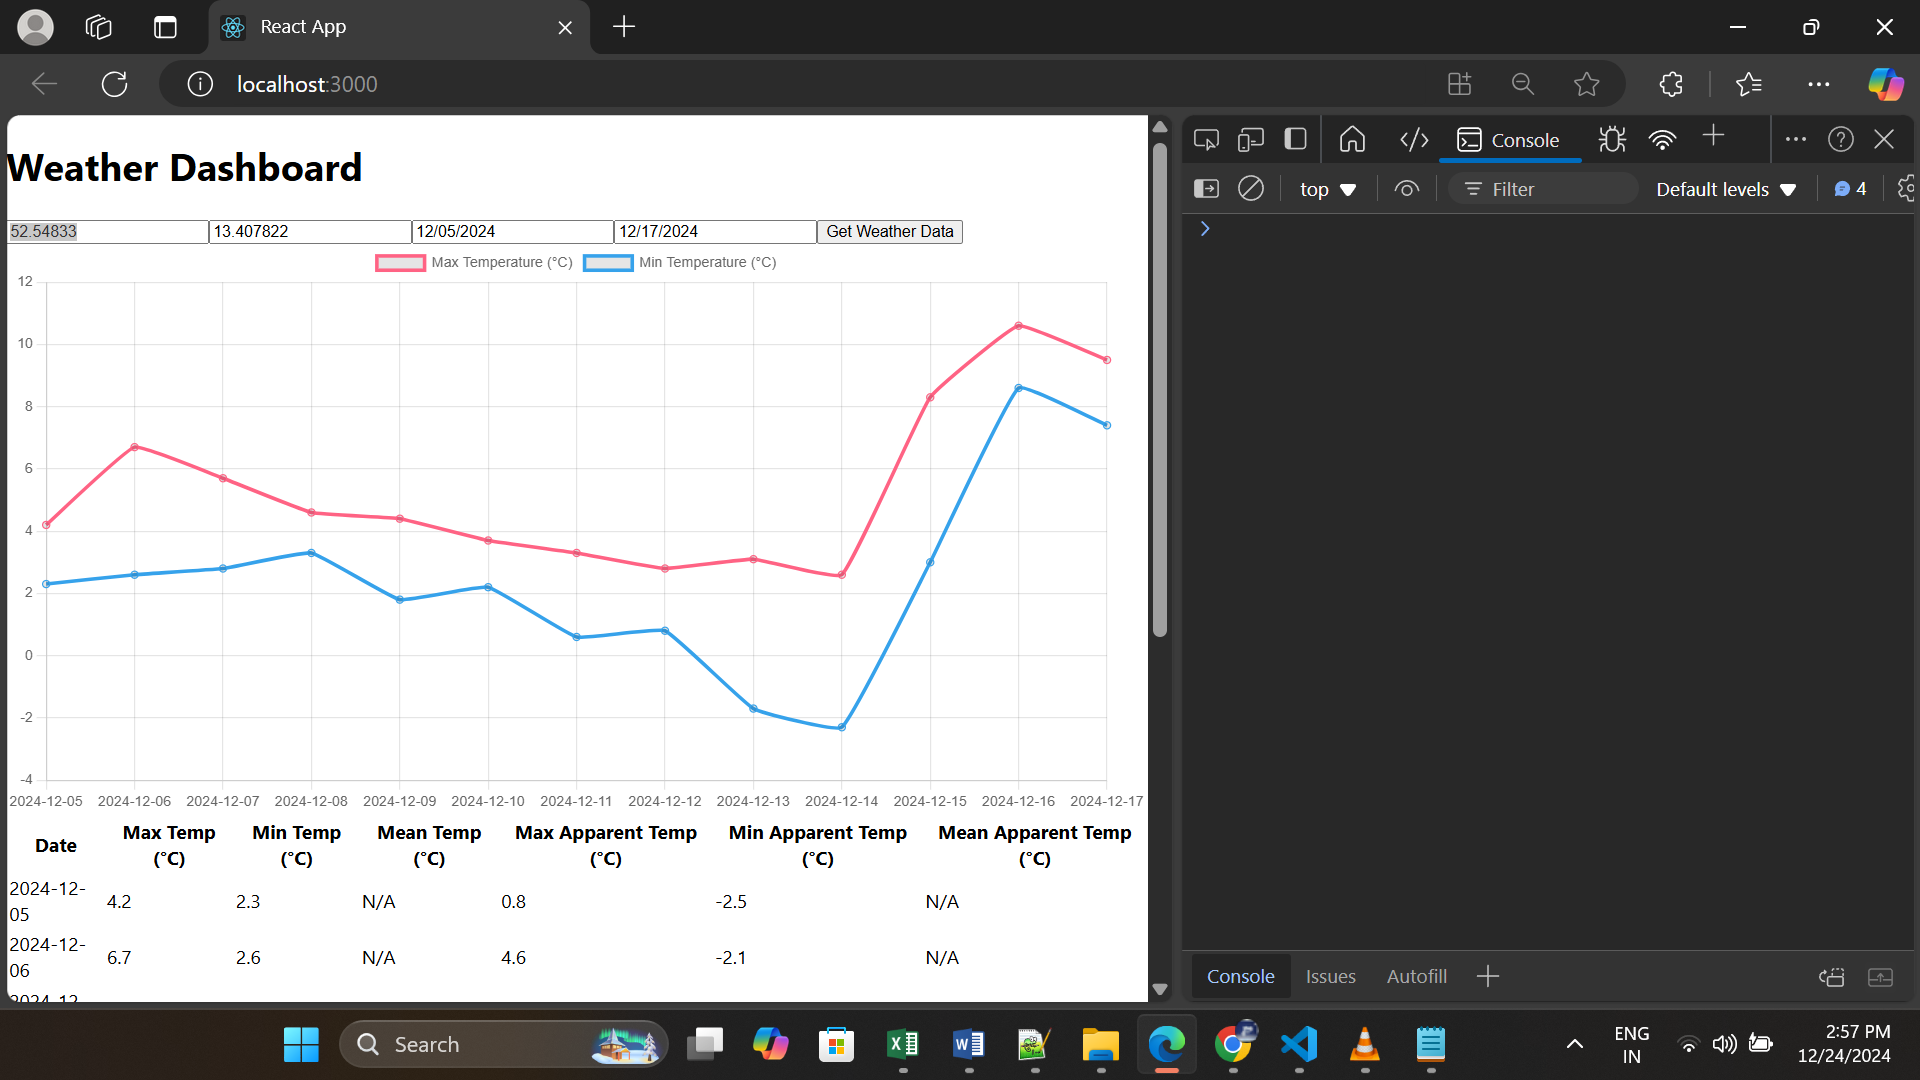 React App
localhost:3000
Weather Dashboard
52.54833 13.407822 12/05/2024 12/17/2024 Get Weather Data
Max Temperature (°C) Min Temperature (°C)
12
10
8
6
4
2
0
-2
-4
2024-12-05 2024-12-06 2024-12-07 2024-12-08 2024-12-09 2024-12-10 2024-12-11 2024-12-12 2024-12-13 2024-12-14 2024-12-15 2024-12-16 2024-12-17
Date Max Temp (°C) Min Temp (°C) Mean Temp (°C) Max Apparent Temp (°C) Min Apparent Temp (°C) Mean Apparent Temp (°C)
2024-12-05 4.2 2.3 N/A 0.8 -2.5 N/A
2024-12-06 6.7 2.6 N/A 4.6 -2.1 N/A
2024-12-
Console
top Filter Default levels 4
Console Issues Autofill
Search
ENG
IN
2:57 PM
12/24/2024